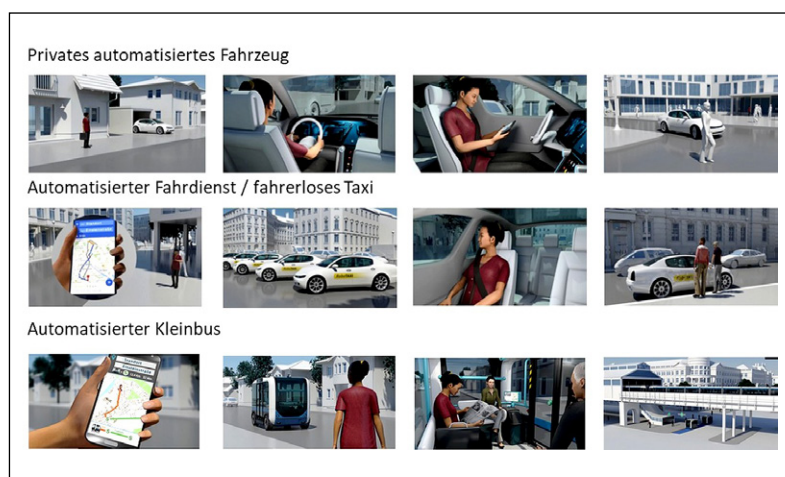 Privates automatisiertes Fahrzeug
Automatisierter Fahrdienst / fahrerloses Taxi
Automatisierter Kleinbus